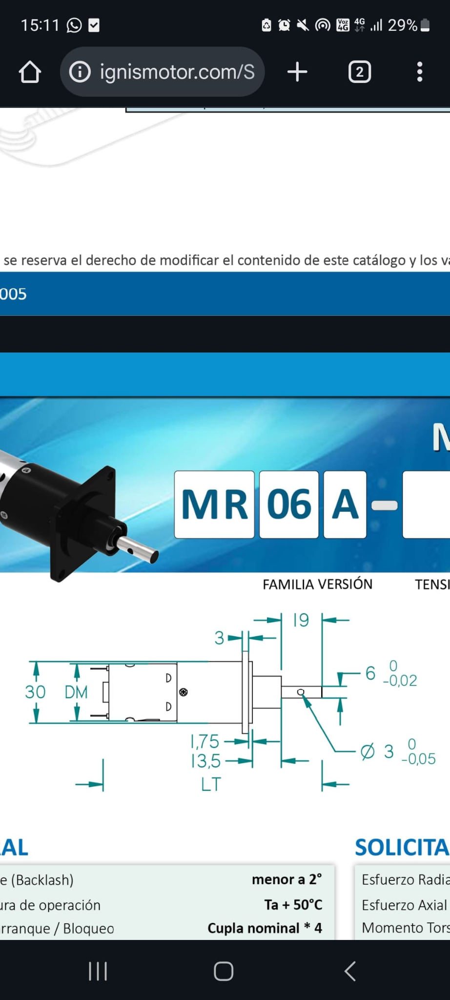 15:11 Voz 4G 4G 29%
ignismotor.com/S 2
se reserva el derecho de modificar el contenido de este catálogo y los va
005
M
MR 06 A -
FAMILIA VERSIÓN TENSI
19
3
6 0 -0,02
30 DM
1,75
Ø 3 0 -0,05
13,5
LT
AL SOLICITA
e (Backlash) menor a 2° Esfuerzo Radia
ura de operación Ta + 50°C Esfuerzo Axial
rranque / Bloqueo Cupla nominal * 4 Momento Tors